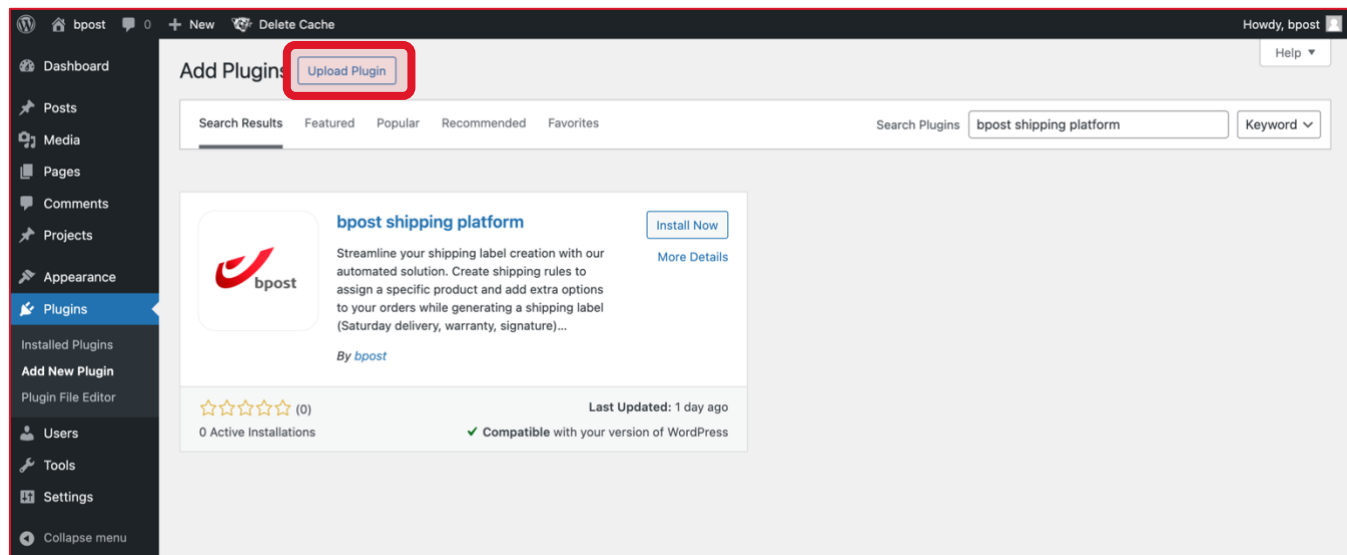 bpost 0 + New Delete Cache Howdy, bpost
Help ▼
Dashboard
Posts
Media
Pages
Comments
Projects
Appearance
Plugins
Installed Plugins
Add New Plugin
Plugin File Editor
Users
Tools
Settings
Collapse menu
Add Plugins Upload Plugin
Search Results Featured Popular Recommended Favorites Search Plugins bpost shipping platform Keyword
bpost
bpost shipping platform
Install Now
More Details
Streamline your shipping label creation with our
automated solution. Create shipping rules to
assign a specific product and add extra options
to your orders while generating a shipping label
(Saturday delivery, warranty, signature)...
By bpost
(0)
Last Updated: 1 day ago
0 Active Installations
✔ Compatible with your version of WordPress